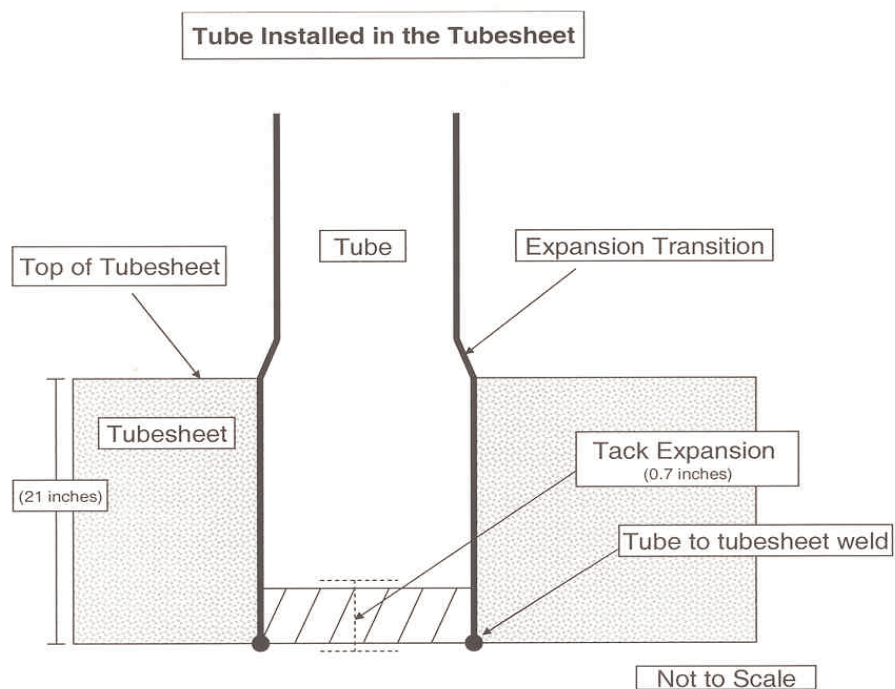 Tube Installed in the Tubesheet
Tube
Expansion Transition
Top of Tubesheet
Tubesheet
Tack Expansion
(0.7 inches)
(21 inches)
Tube to tubesheet weld
Not to Scale